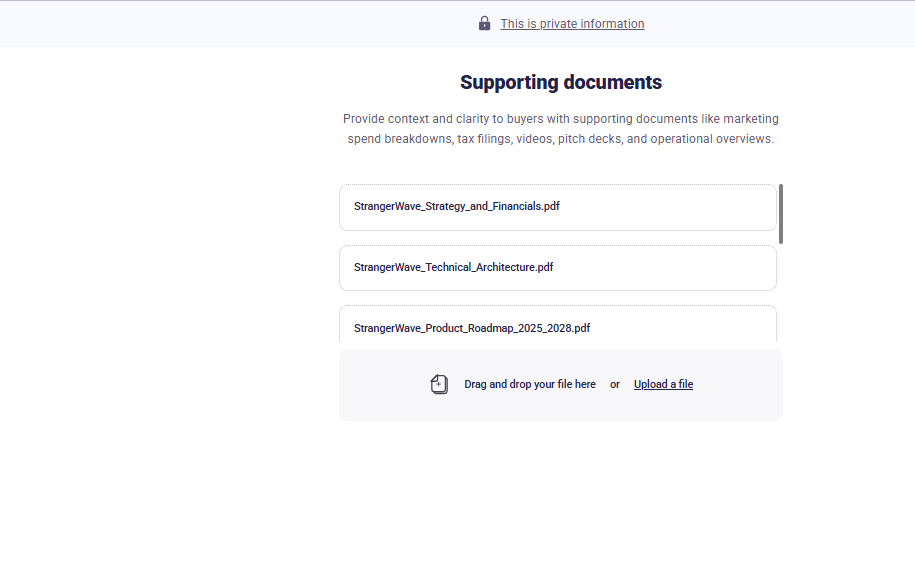 This is private information
Supporting documents
Provide context and clarity to buyers with supporting documents like marketing
spend breakdowns, tax filings, videos, pitch decks, and operational overviews.
StrangerWave_Strategy_and_Financials.pdf
StrangerWave_Technical_Architecture.pdf
StrangerWave_Product_Roadmap_2025_2028.pdf
Drag and drop your file here or Upload a file